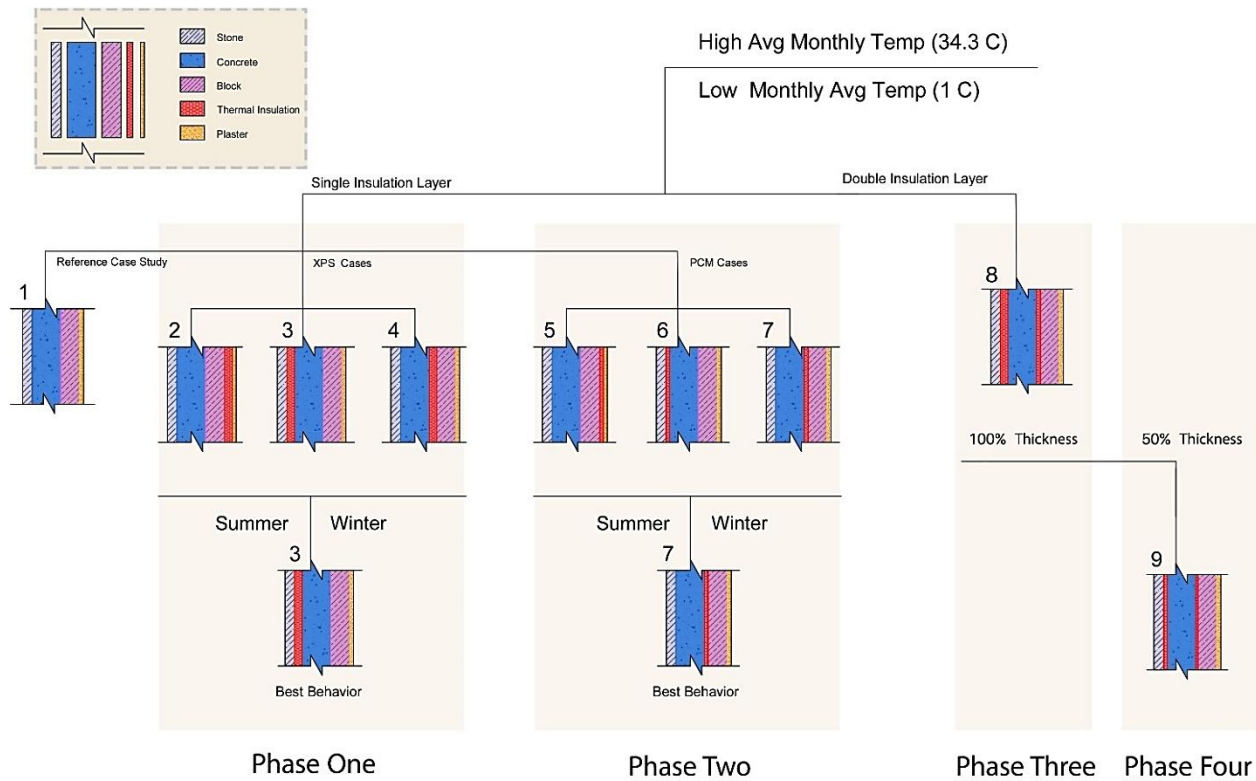 Stone
Concrete
Block
Thermal Insulation
Plaster
High Avg Monthly Temp (34.3 C)
Low Monthly Avg Temp (1 C)
Single Insulation Layer
Double Insulation Layer
Reference Case Study
XPS Cases
PCM Cases
1
2
3
4
5
6
7
8
100% Thickness
50% Thickness
Summer
Winter
3
Best Behavior
Summer
Winter
7
Best Behavior
9
Phase One
Phase Two
Phase Three
Phase Four